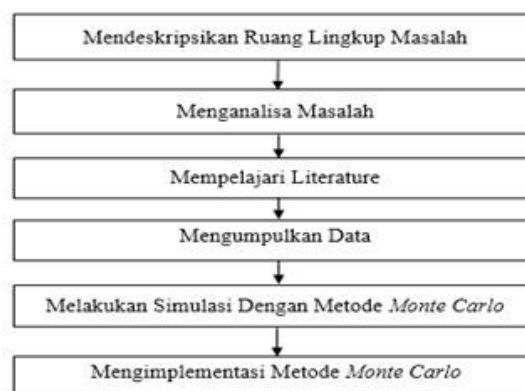 Mendeskripsikan Ruang Lingkup Masalah
Menganalisa Masalah
Mempelajari Literature
Mengumpulkan Data
Melakukan Simulasi Dengan Metode Monte Carlo
Mengimplementasi Metode Monte Carlo